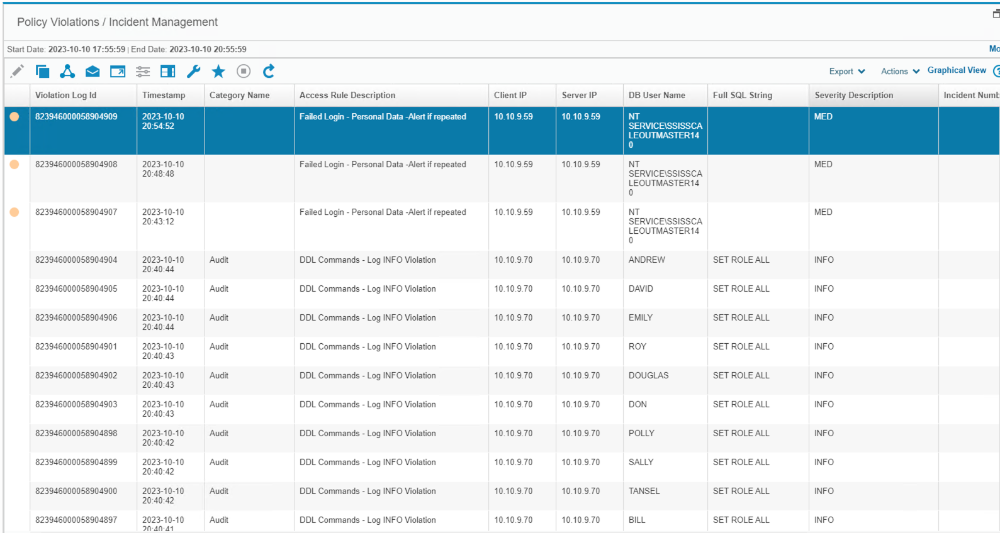 Policy Violations / Incident Management
Start Date: 2023-10-10 17:55:59 | End Date: 2023-10-10 20:55:59
Mo
Export Actions Graphical View ?
Violation Log Id Timestamp Category Name Access Rule Description Client IP Server IP DB User Name Full SQL String Severity Description Incident Numb
823946000058904909 2023-10-10 Failed Login - Personal Data -Alert if repeated 10.10.9.59 10.10.9.59 NT MED
20:54:52 SERVICE\SSISSCA
LEOUTMASTER14
0
823946000058904908 2023-10-10 Failed Login - Personal Data -Alert if repeated 10.10.9.59 10.10.9.59 NT MED
20:48:48 SERVICE\SSISSCA
LEOUTMASTER14
0
823946000058904907 2023-10-10 Failed Login - Personal Data -Alert if repeated 10.10.9.59 10.10.9.59 NT MED
20:43:12 SERVICE\SSISSCA
LEOUTMASTER14
0
823946000058904904 2023-10-10 Audit DDL Commands - Log INFO Violation 10.10.9.70 10.10.9.70 ANDREW SET ROLE ALL INFO
20:40:44
823946000058904905 2023-10-10 Audit DDL Commands - Log INFO Violation 10.10.9.70 10.10.9.70 DAVID SET ROLE ALL INFO
20:40:44
823946000058904906 2023-10-10 Audit DDL Commands - Log INFO Violation 10.10.9.70 10.10.9.70 EMILY SET ROLE ALL INFO
20:40:44
823946000058904901 2023-10-10 Audit DDL Commands - Log INFO Violation 10.10.9.70 10.10.9.70 ROY SET ROLE ALL INFO
20:40:43
823946000058904902 2023-10-10 Audit DDL Commands - Log INFO Violation 10.10.9.70 10.10.9.70 DOUGLAS SET ROLE ALL INFO
20:40:43
823946000058904903 2023-10-10 Audit DDL Commands - Log INFO Violation 10.10.9.70 10.10.9.70 DON SET ROLE ALL INFO
20:40:43
823946000058904898 2023-10-10 Audit DDL Commands - Log INFO Violation 10.10.9.70 10.10.9.70 POLLY SET ROLE ALL INFO
20:40:42
823946000058904899 2023-10-10 Audit DDL Commands - Log INFO Violation 10.10.9.70 10.10.9.70 SALLY SET ROLE ALL INFO
20:40:42
823946000058904900 2023-10-10 Audit DDL Commands - Log INFO Violation 10.10.9.70 10.10.9.70 TANSEL SET ROLE ALL INFO
20:40:42
823946000058904897 2023-10-10 Audit DDL Commands - Log INFO Violation 10.10.9.70 10.10.9.70 BILL SET ROLE ALL INFO
20:40:41